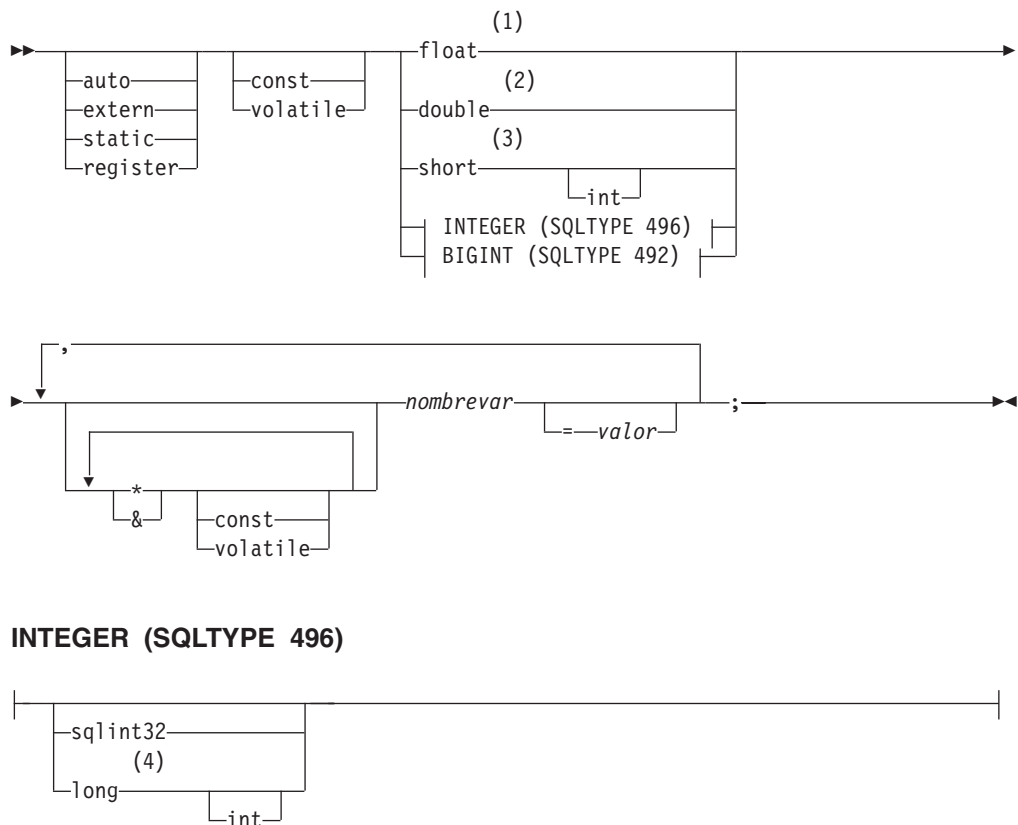 (1)
float
auto const (2)
extern volatile double
static (3)
register short
int
INTEGER (SQLTYPE 496)
BIGINT (SQLTYPE 492)
,
nombrevar ;
= valor
*
& const
volatile
INTEGER (SQLTYPE 496)
sqlint32
(4)
long
int